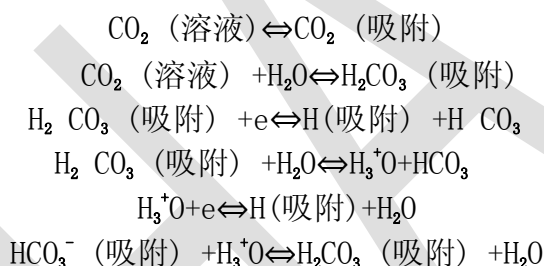 CO₂ (溶液)⇔CO₂ (吸附)
CO₂ (溶液) +H₂O⇔H₂CO₃ (吸附)
H₂ CO₃ (吸附) +e⇔H(吸附) +H CO₃
H₂ CO₃ (吸附) +H₂O⇔H₃⁺O+HCO₃
H₃⁺O+e⇔H(吸附)+H₂O
HCO₃⁻ (吸附) +H₃⁺O⇔H₂CO₃ (吸附) +H₂O